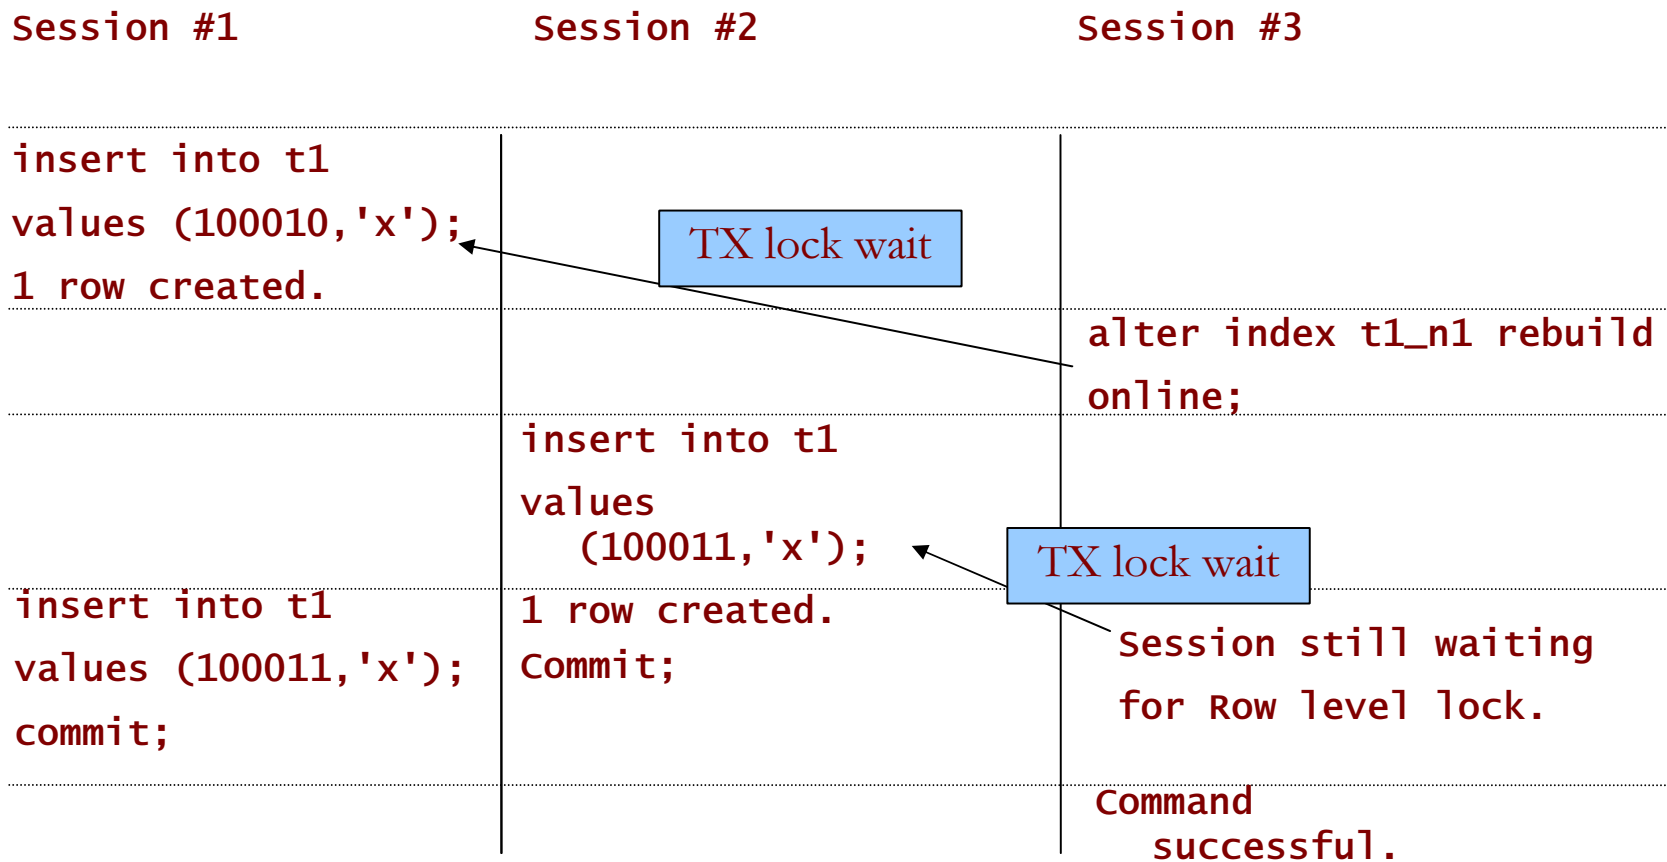 Session #1
Session #2
Session #3
insert into t1
values (100010,'x');
1 row created.
TX lock wait
alter index t1_n1 rebuild
online;
insert into t1
values
(100011,'x');
TX lock wait
insert into t1
values (100011,'x');
commit;
1 row created.
Commit;
Session still waiting
for Row level lock.
Command
successful.